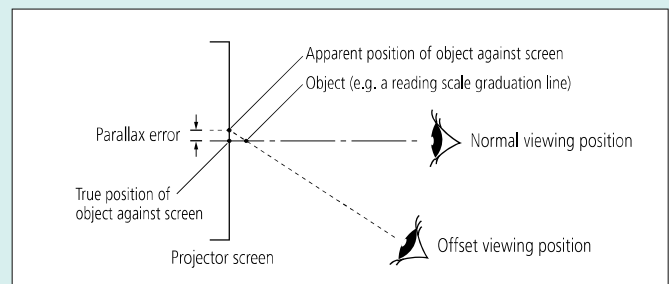 Apparent position of object against screen
Object (e.g. a reading scale graduation line)
Parallax error
Normal viewing position
True position of
object against screen
Offset viewing position
Projector screen